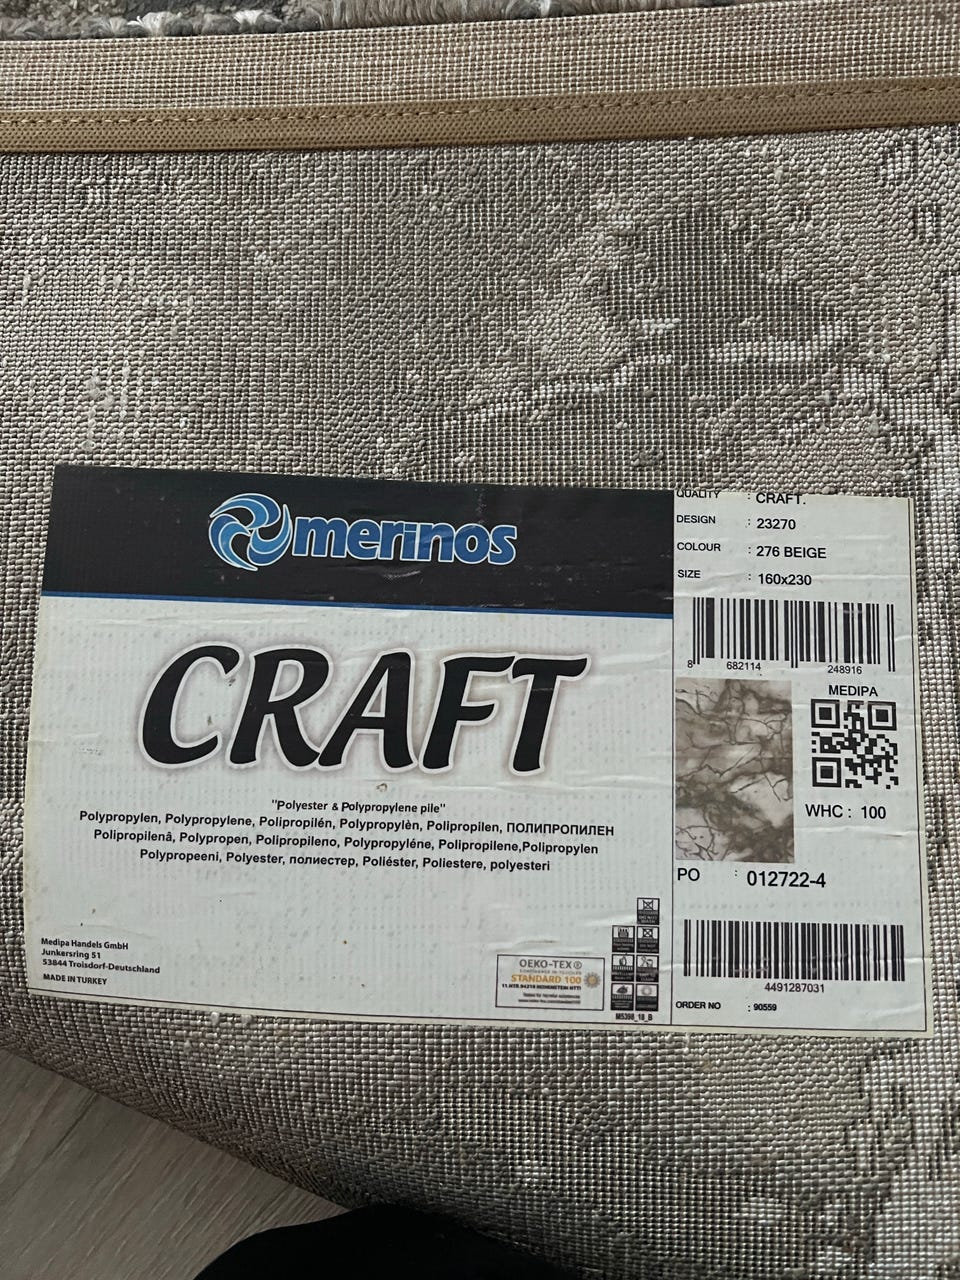 merinos
CRAFT
"Polyester & Polypropylene pile"
Polypropylen, Polypropylene, Polipropilén, Polypropylèn, Polipropilen, ПОЛИПРОПИЛЕН
Polipropilenâ, Polypropen, Polipropileno, Polypropyléne, Polipropilene,Polipropylen
Polypropeeni, Polyester, полиестер, Poliéster, Poliestere, polyesteri
Medipa Handels GmbH
Junkersring 51
53844 Troisdorf-Deutschland
MADE IN TURKEY
OEKO-TEX®
STANDARD 100
M5398_18_B
QUALITY : CRAFT.
DESIGN : 23270
COLOUR : 276 BEIGE
SIZE : 160x230
8 682114 248916
MEDIPA
WHC : 100
PO : 012722-4
4491287031
ORDER NO : 90559